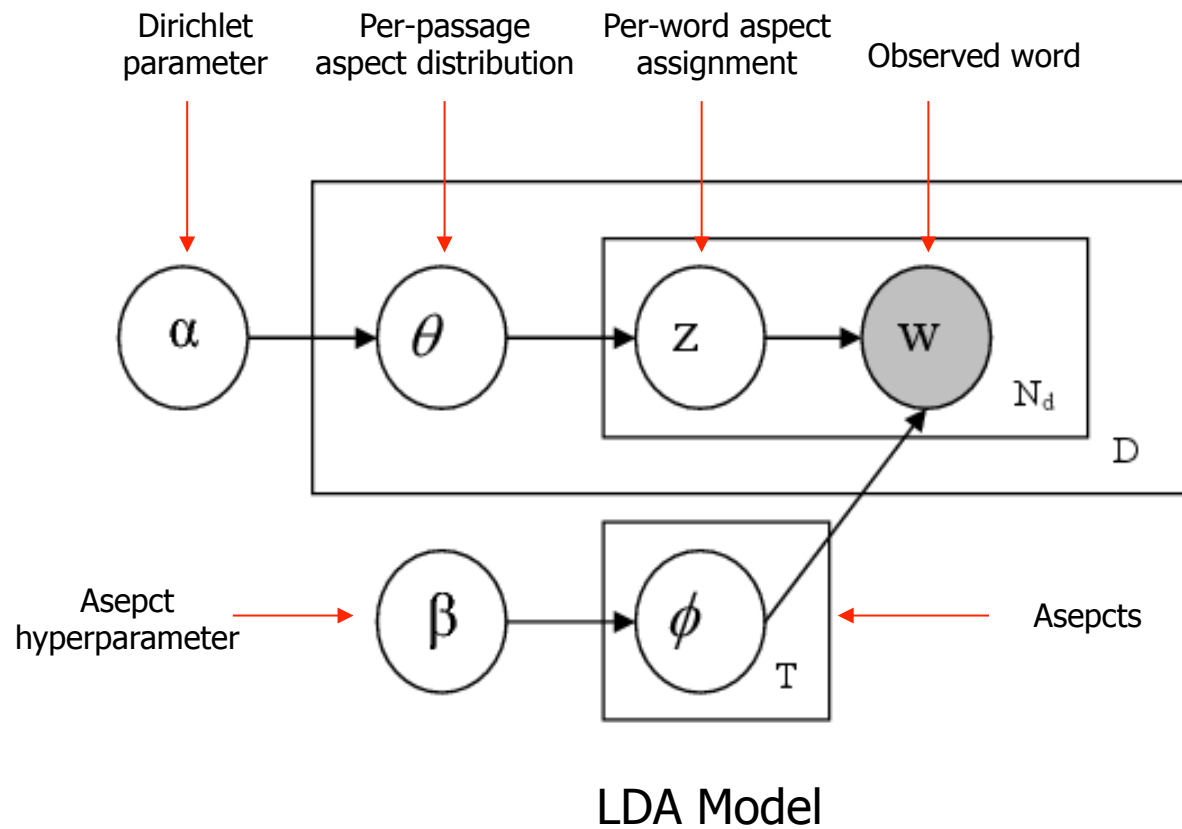 Dirichlet
parameter
Per-passage
aspect distribution
Per-word aspect
assignment
Observed word
α
θ
z
w
N_d
D
Asepct
hyperparameter
β
ϕ
T
Asepcts
LDA Model